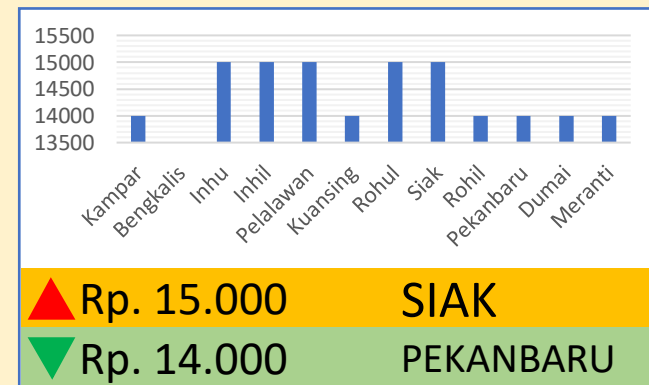 15500
15000
14500
14000
13500
Kampar
Bengkalis
Inhu
Inhil
Pelalawan
Kuansing
Rohul
Siak
Rohil
Pekanbaru
Dumai
Meranti
Rp. 15.000 SIAK
Rp. 14.000 PEKANBARU